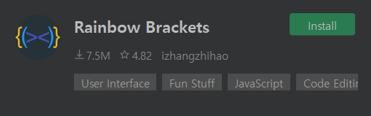 Rainbow Brackets
Install
7.5M 4.82 izhangzhihao
User Interface Fun Stuff JavaScript Code Editin